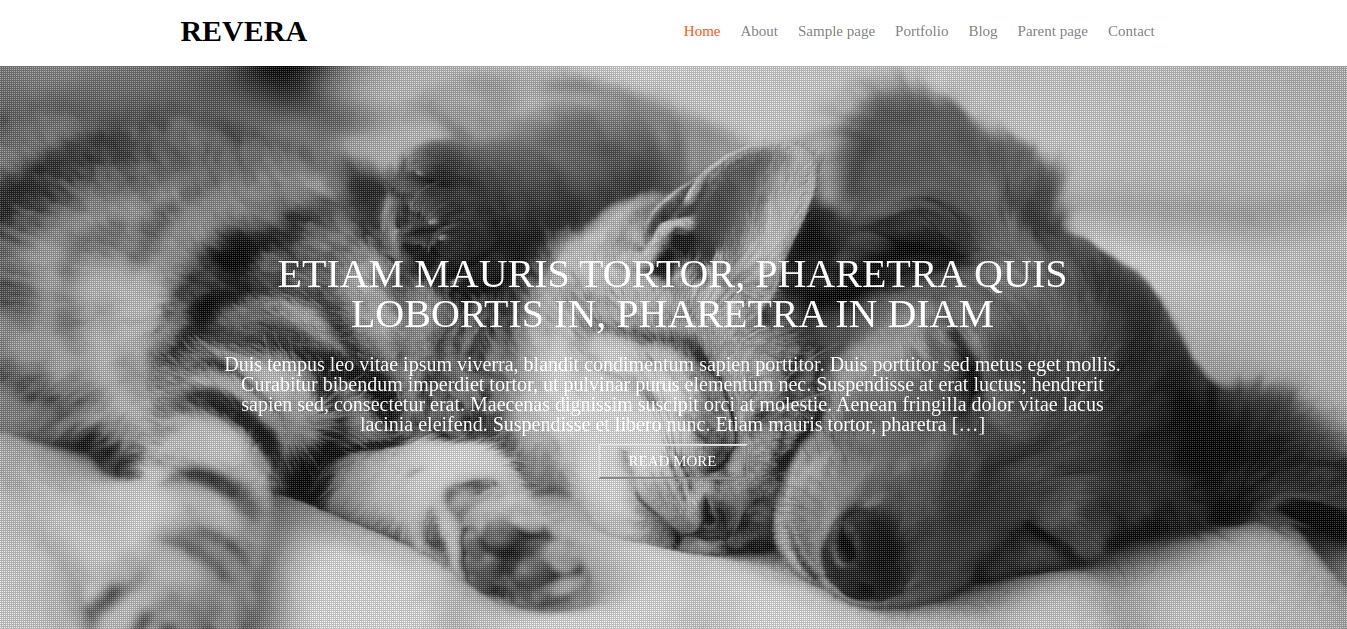 REVERA
Home About Sample page Portfolio Blog Parent page Contact
ETIAM MAURIS TORTOR, PHARETRA QUIS
LOBORTIS IN, PHARETRA IN DIAM
Duis tempus leo vitae ipsum viverra, blandit condimentum sapien porttitor. Duis porttitor sed metus eget mollis.
Curabitur bibendum imperdiet tortor, ut pulvinar purus elementum nec. Suspendisse at erat luctus; hendrerit
sapien sed, consectetur erat. Maecenas dignissim suscipit orci at molestie. Aenean fringilla dolor vitae lacus
lacinia eleifend. Suspendisse et libero nunc. Etiam mauris tortor, pharetra […]
READ MORE